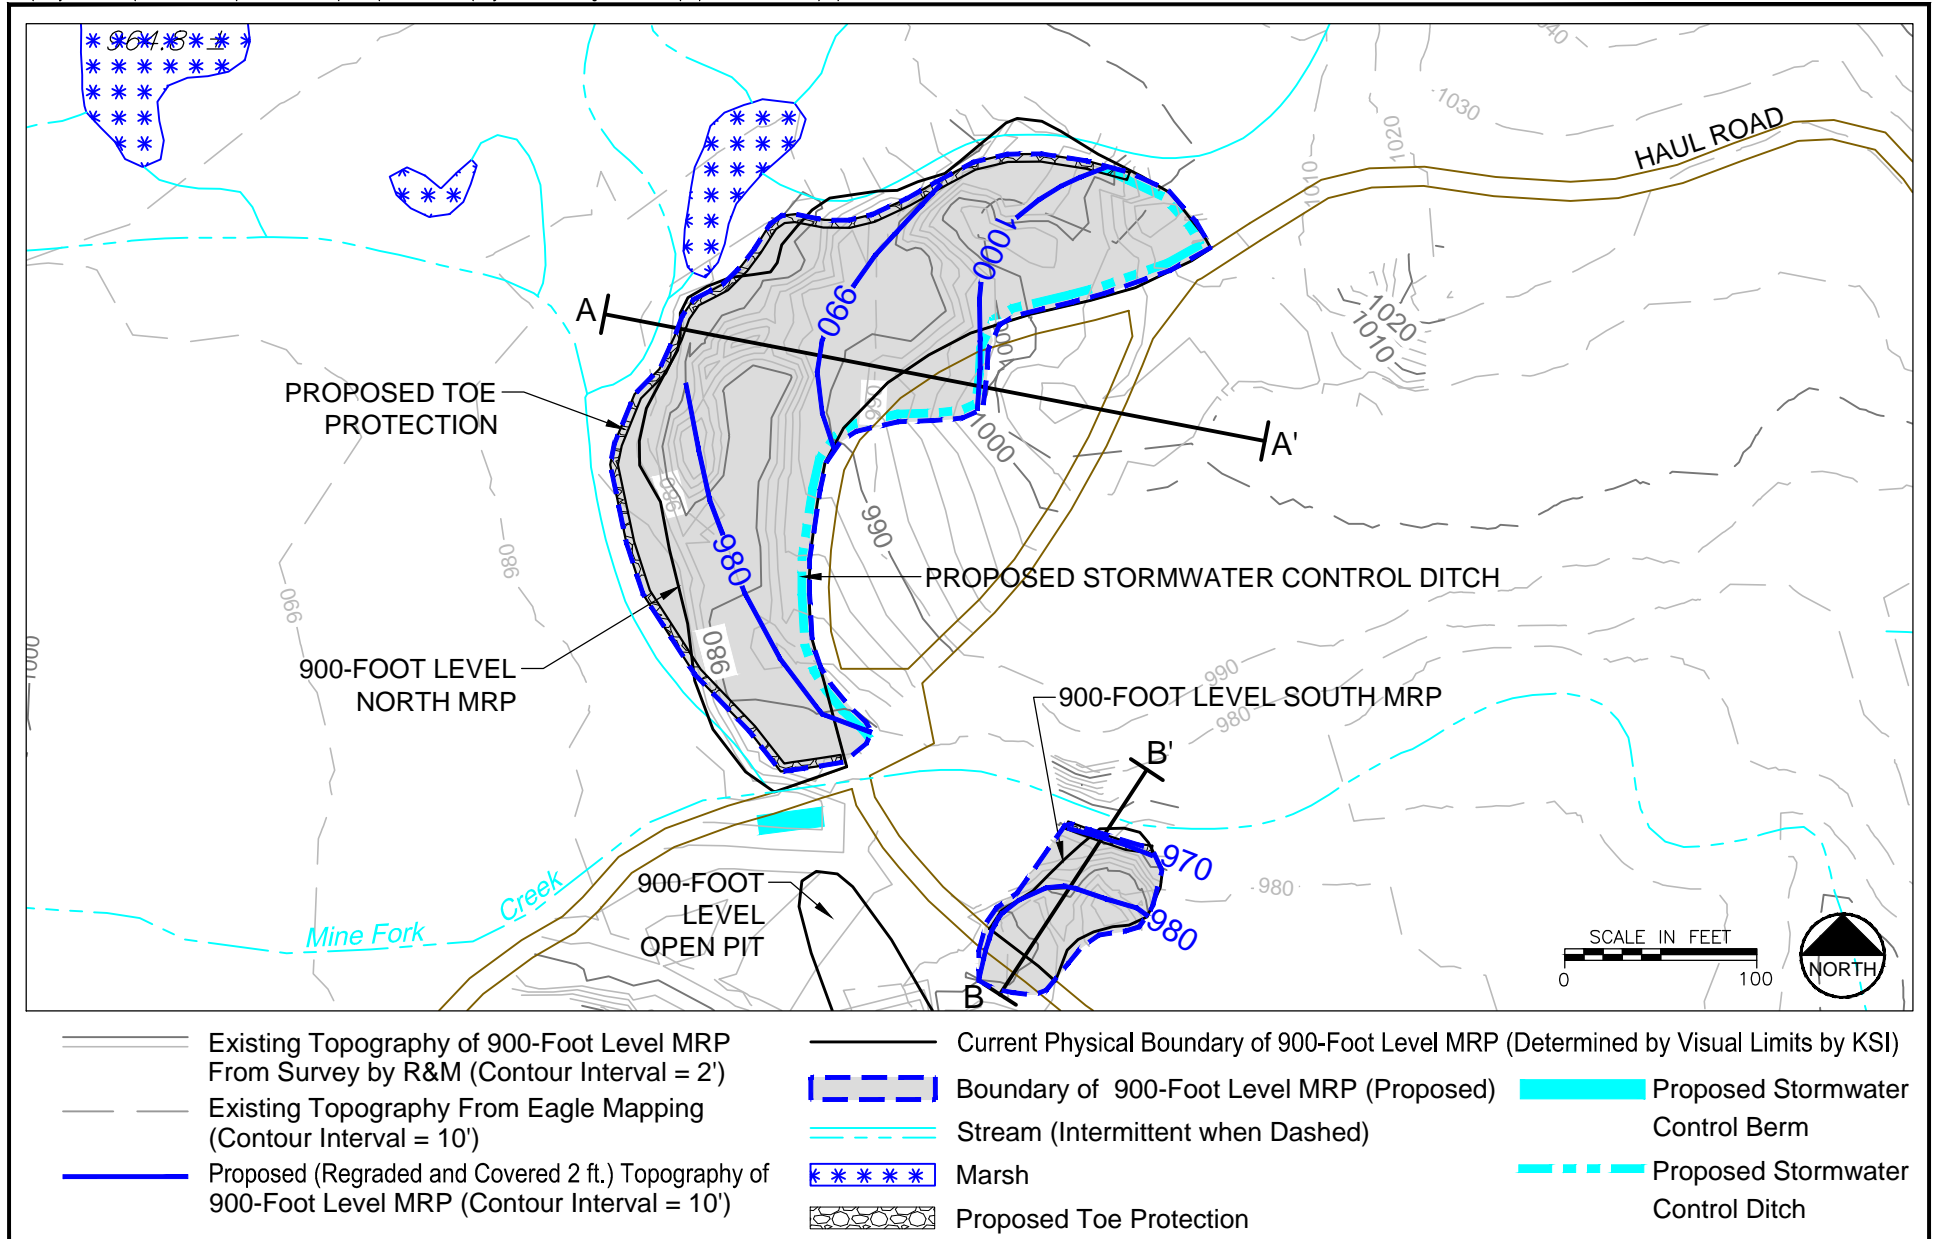 964.8 ±
1040
1030
1020
1010
HAUL ROAD
1000
990
A
1020
1010
PROPOSED TOE
PROTECTION
1000
990
1000
A'
980
980
990
980
PROPOSED STORMWATER CONTROL DITCH
990
1000
980
900-FOOT LEVEL
NORTH MRP
990
900-FOOT LEVEL SOUTH MRP
980
B'
970
900-FOOT
LEVEL
OPEN PIT
980
980
Mine Fork Creek
B
SCALE IN FEET
0 100
NORTH
Existing Topography of 900-Foot Level MRP
From Survey by R&M (Contour Interval = 2')
Existing Topography From Eagle Mapping
(Contour Interval = 10')
Proposed (Regraded and Covered 2 ft.) Topography of
900-Foot Level MRP (Contour Interval = 10')
Current Physical Boundary of 900-Foot Level MRP (Determined by Visual Limits by KSI)
Boundary of 900-Foot Level MRP (Proposed)
Stream (Intermittent when Dashed)
Marsh
Proposed Toe Protection
Proposed Stormwater
Control Berm
Proposed Stormwater
Control Ditch